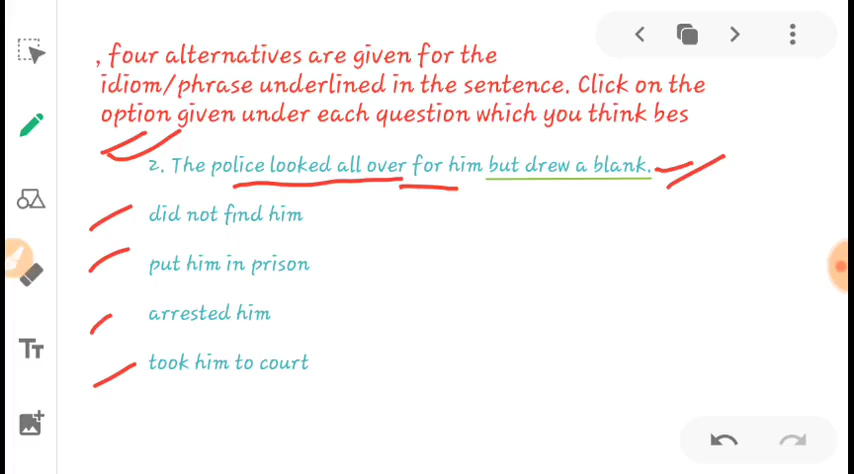 , four alternatives are given for the
idiom/phrase underlined in the sentence. Click on the
option given under each question which you think bes
2. The police looked all over for him but drew a blank.
did not find him
put him in prison
arrested him
took him to court
TT